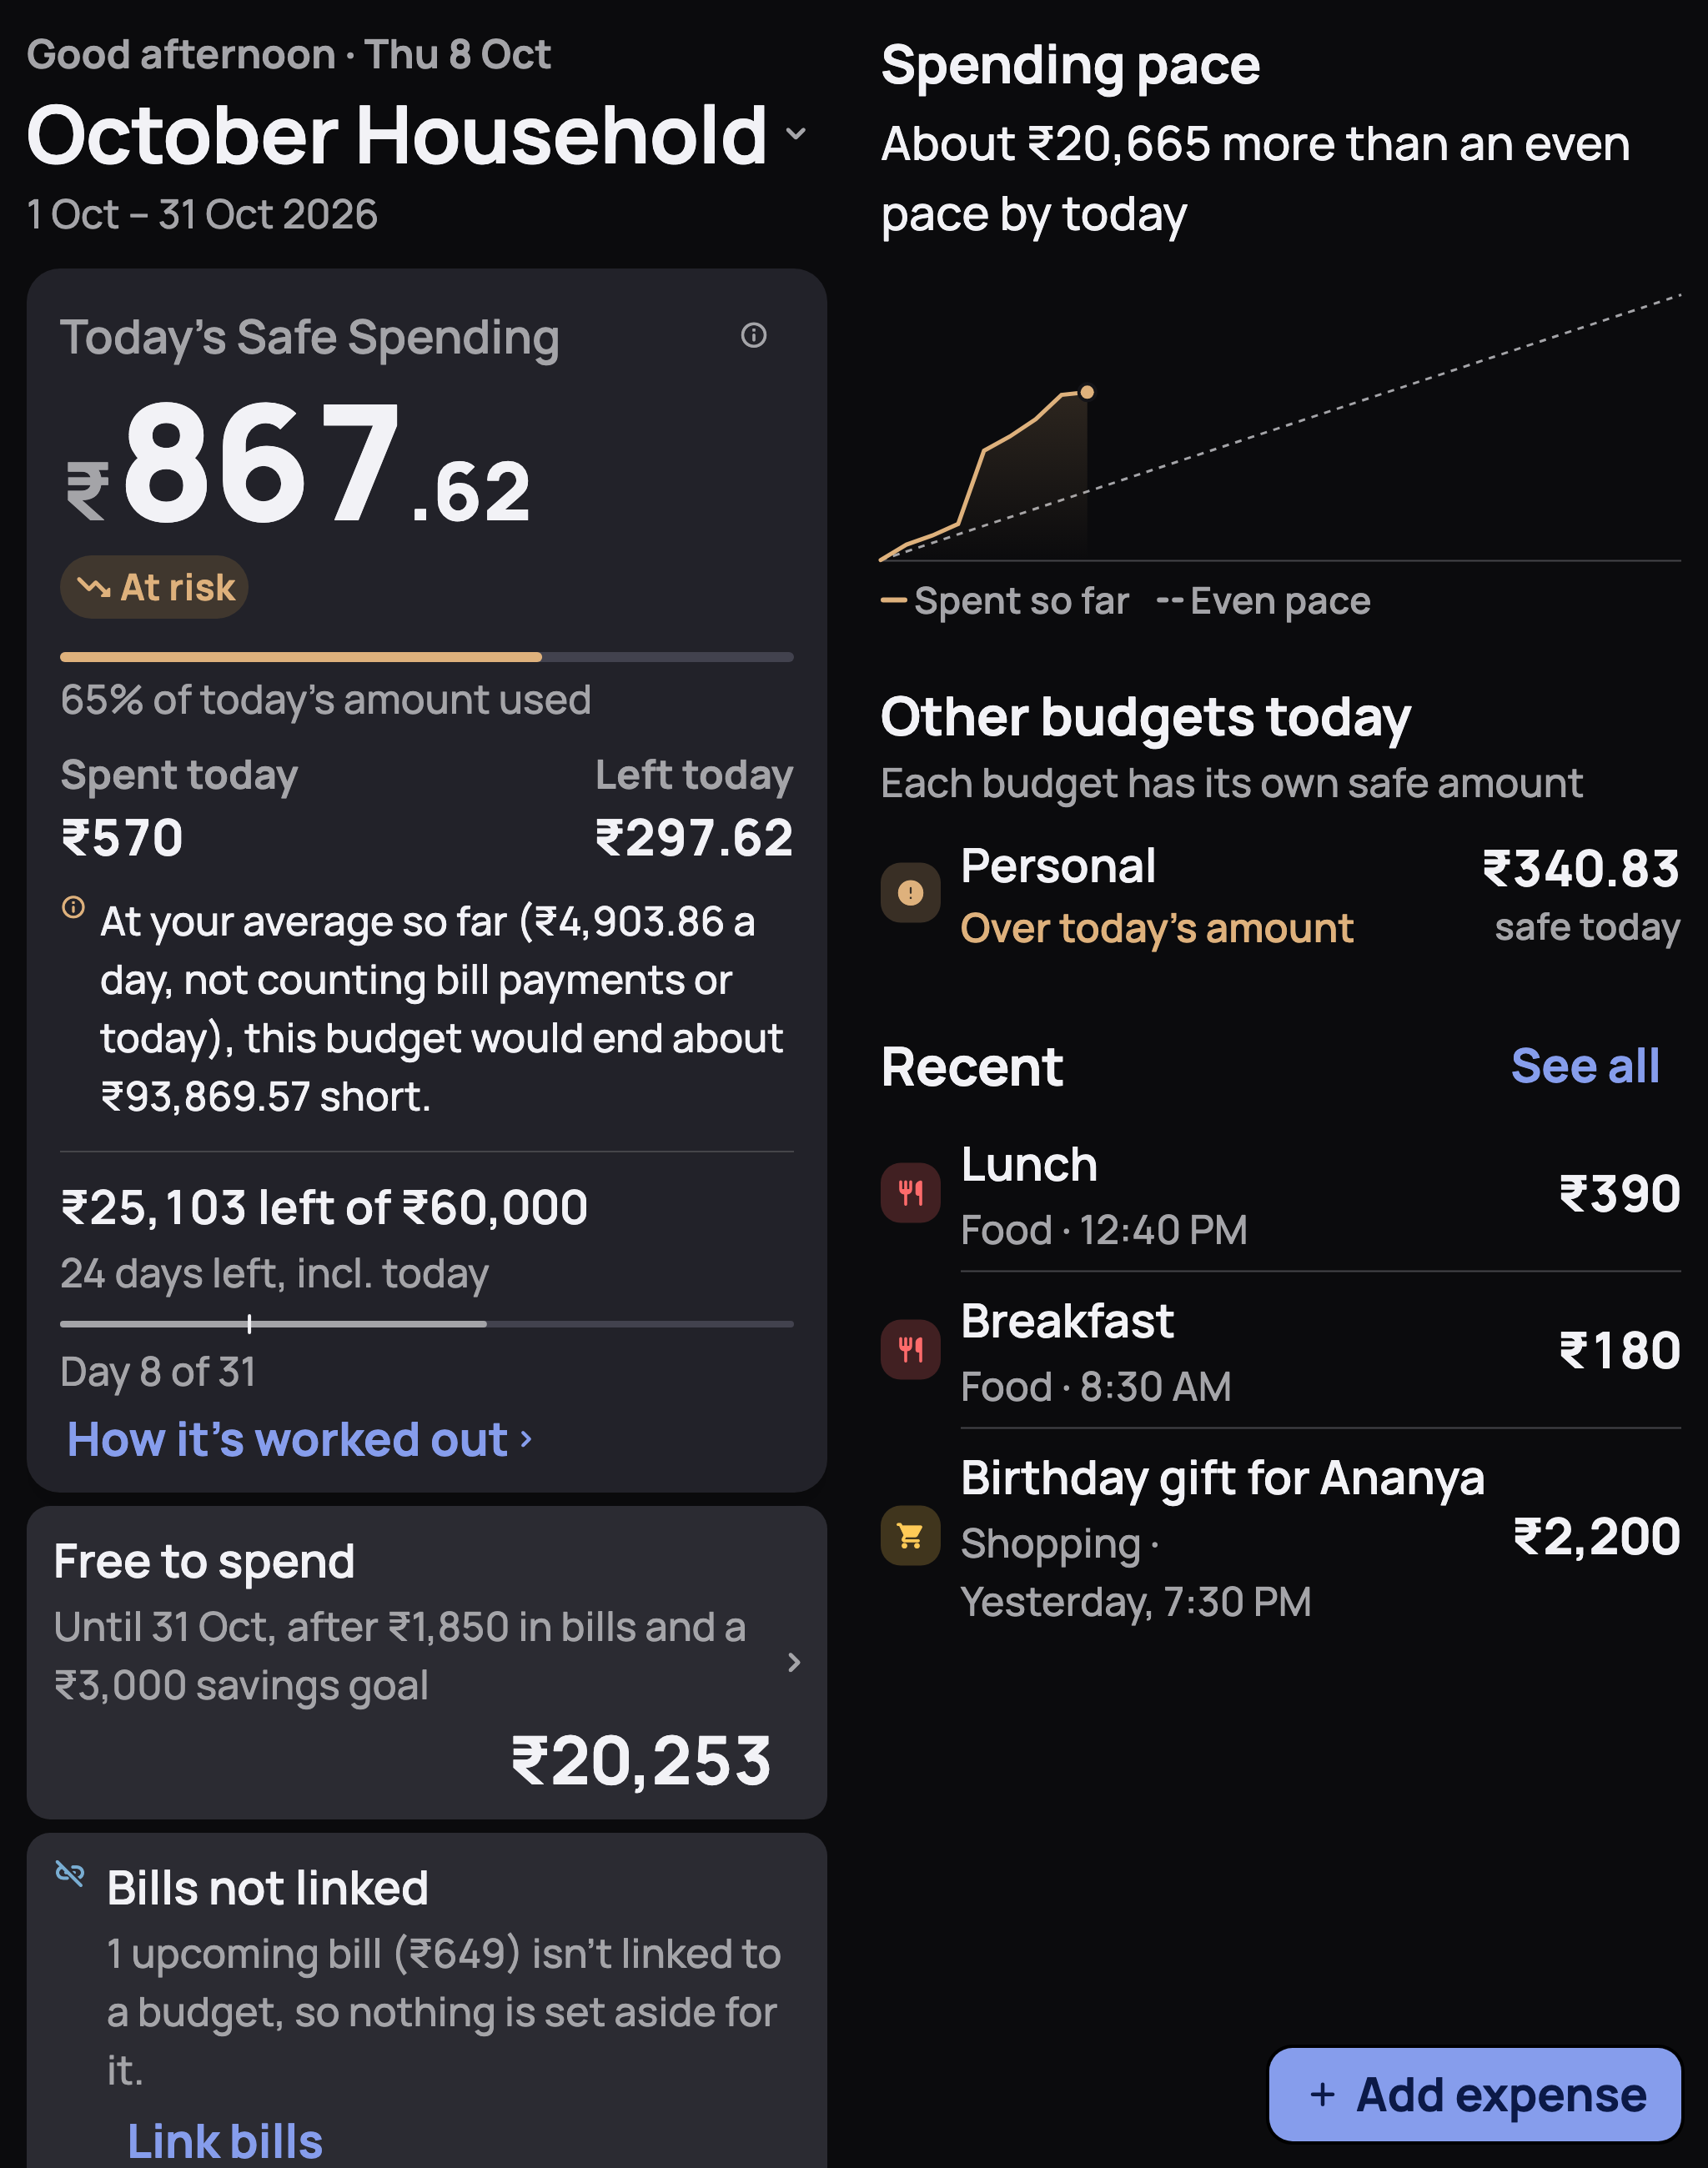 Good afternoon · Thu 8 Oct
October Household
1 Oct – 31 Oct 2026
Today's Safe Spending
₹867.62
At risk
65% of today's amount used
Spent today
Left today
₹570
₹297.62
At your average so far (₹4,903.86 a
day, not counting bill payments or
today), this budget would end about
₹93,869.57 short.
₹25,103 left of ₹60,000
24 days left, incl. today
Day 8 of 31
How it's worked out
Free to spend
Until 31 Oct, after ₹1,850 in bills and a
₹3,000 savings goal
₹20,253
Bills not linked
1 upcoming bill (₹649) isn't linked to
a budget, so nothing is set aside for
it.
Link bills
Spending pace
About ₹20,665 more than an even
pace by today
Spent so far
Even pace
Other budgets today
Each budget has its own safe amount
Personal
₹340.83
Over today's amount
safe today
Recent
See all
Lunch
₹390
Food · 12:40 PM
Breakfast
₹180
Food · 8:30 AM
Birthday gift for Ananya
Shopping ·
₹2,200
Yesterday, 7:30 PM
+ Add expense